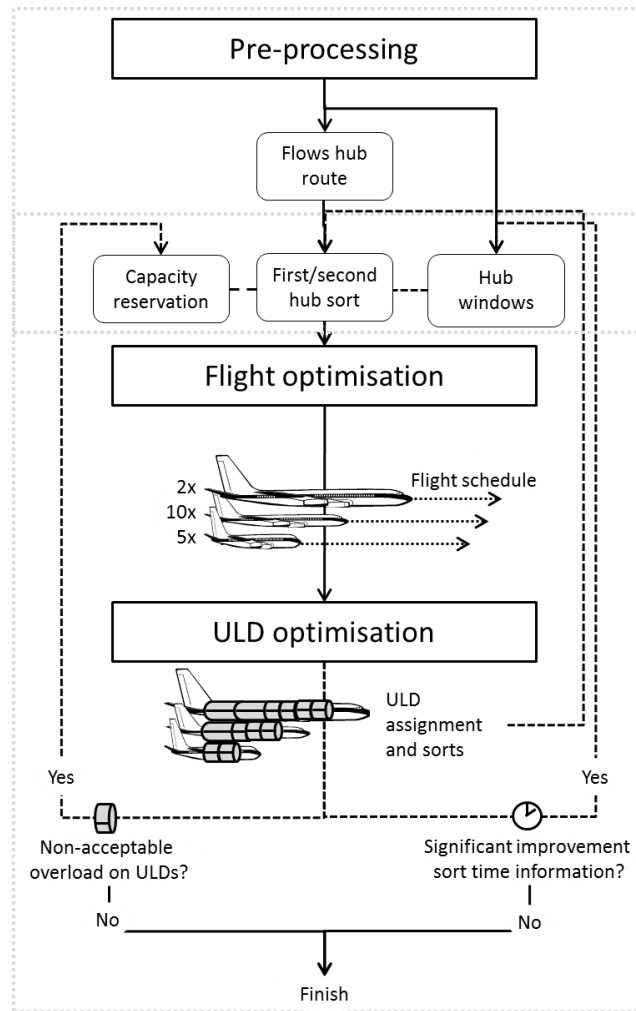 Pre-processing
Flows hub
route
Capacity
reservation
First/second
hub sort
Hub
windows
Flight optimisation
2x
10x
5x
Flight schedule
ULD optimisation
ULD
assignment
and sorts
Yes
Yes
Non-acceptable
overload on ULDs?
Significant improvement
sort time information?
No
No
Finish